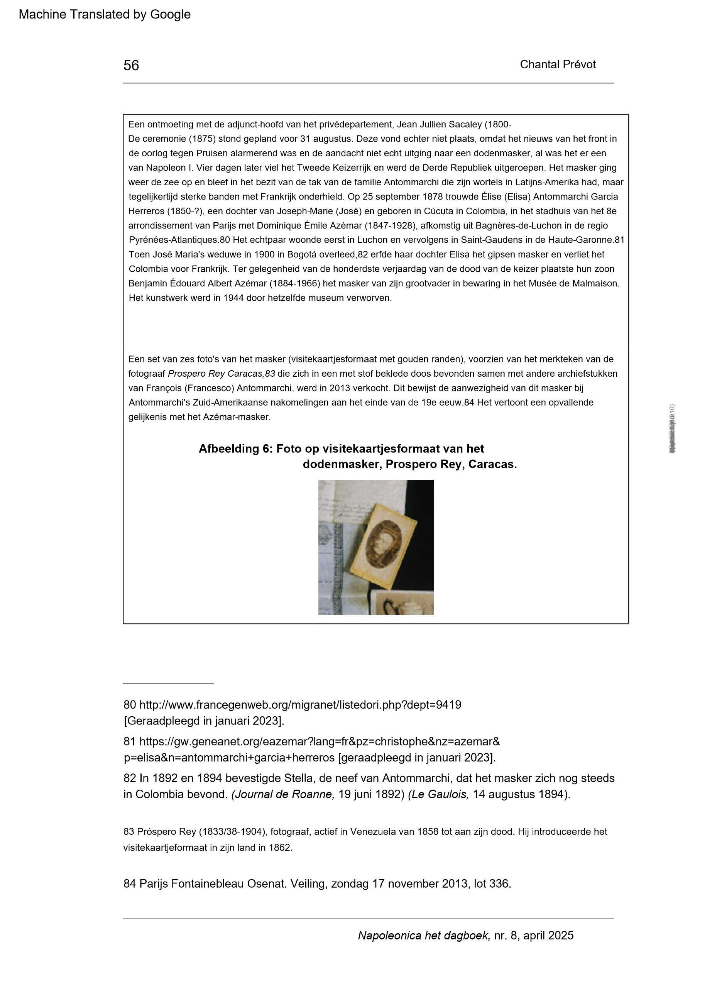 Machine Translated by Google
56
Chantal Prévot
Een ontmoeting met de adjunct-hoofd van het privédepartement, Jean Jullien Sacaley (1800-
De ceremonie (1875) stond gepland voor 31 augustus. Deze vond echter niet plaats, omdat het nieuws van het front in
de oorlog tegen Pruisen alarmerend was en de aandacht niet echt uitging naar een dodenmasker, al was het er een
van Napoleon I. Vier dagen later viel het Tweede Keizerrijk en werd de Derde Republiek uitgeroepen. Het masker ging
weer de zee op en bleef in het bezit van de tak van de familie Antommarchi die zijn wortels in Latijns-Amerika had, maar
tegelijkertijd sterke banden met Frankrijk onderhield. Op 25 september 1878 trouwde Élise (Elisa) Antommarchi Garcia
Herreros (1850-?), een dochter van Joseph-Marie (José) en geboren in Cúcuta in Colombia, in het stadhuis van het 8e
arrondissement van Parijs met Dominique Émile Azémar (1847-1928), afkomstig uit Bagnères-de-Luchon in de regio
Pyrénées-Atlantiques.80 Het echtpaar woonde eerst in Luchon en vervolgens in Saint-Gaudens in de Haute-Garonne.81
Toen José Maria's weduwe in 1900 in Bogotá overleed,82 erfde haar dochter Elisa het gipsen masker en verliet het
Colombia voor Frankrijk. Ter gelegenheid van de honderdste verjaardag van de dood van de keizer plaatste hun zoon
Benjamin Édouard Albert Azémar (1884-1966) het masker van zijn grootvader in bewaring in het Musée de Malmaison.
Het kunstwerk werd in 1944 door hetzelfde museum verworven.
Een set van zes foto's van het masker (visitekaartjesformaat met gouden randen), voorzien van het merkteken van de
fotograaf Prospero Rey Caracas,83 die zich in een met stof beklede doos bevonden samen met andere archiefstukken
van François (Francesco) Antommarchi, werd in 2013 verkocht. Dit bewijst de aanwezigheid van dit masker bij
Antommarchi's Zuid-Amerikaanse nakomelingen aan het einde van de 19e eeuw.84 Het vertoont een opvallende
gelijkenis met het Azémar-masker.
Afbeelding 6: Foto op visitekaartjesformaat van het
dodenmasker, Prospero Rey, Caracas.
80 http://www.francegenweb.org/migranet/listedori.php?dept=9419
[Geraadpleegd in januari 2023].
81 https://gw.geneanet.org/eazemar?lang=fr&pz=christophe&nz=azemar&
p=elisa&n=antommarchi+garcia+herreros [geraadpleegd in januari 2023].
82 In 1892 en 1894 bevestigde Stella, de neef van Antommarchi, dat het masker zich nog steeds
in Colombia bevond. (Journal de Roanne, 19 juni 1892) (Le Gaulois, 14 augustus 1894).
83 Próspero Rey (1833/38-1904), fotograaf, actief in Venezuela van 1858 tot aan zijn dood. Hij introduceerde het
visitekaartjeformaat in zijn land in 1862.
84 Parijs Fontainebleau Osenat. Veiling, zondag 17 november 2013, lot 336.
Napoleonica het dagboek, nr. 8, april 2025